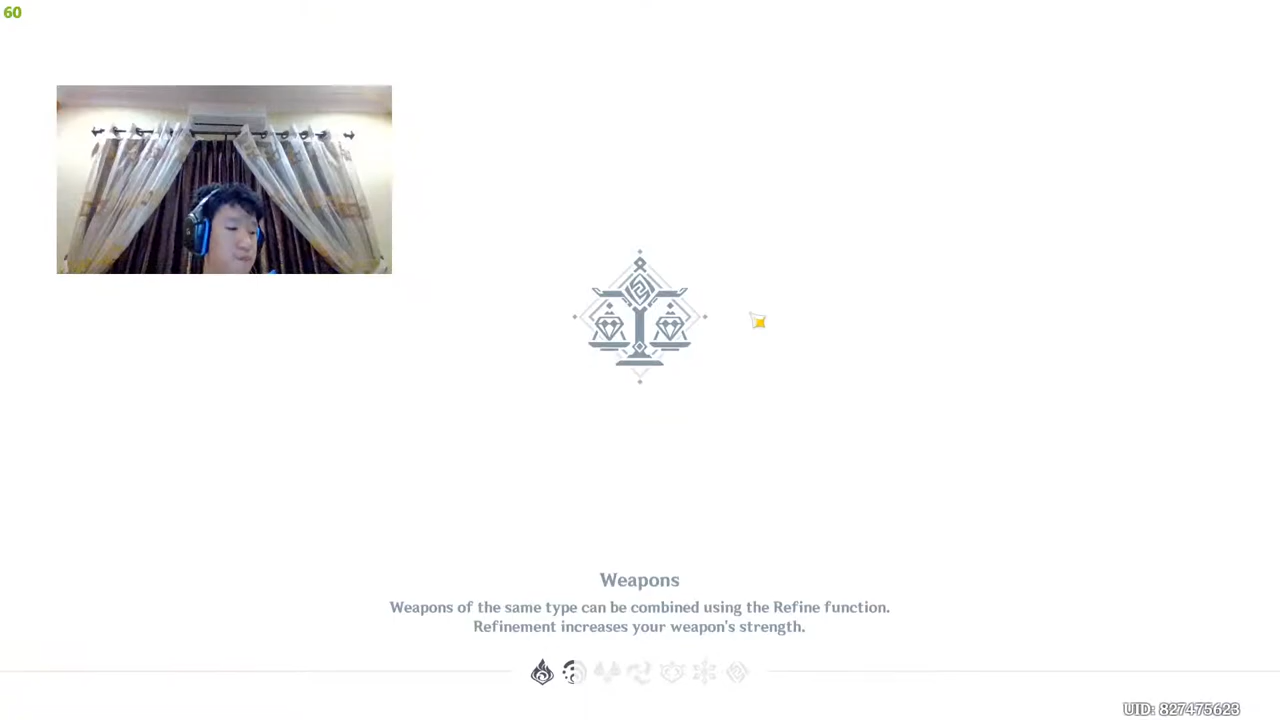 60
Weapons
Weapons of the same type can be combined using the Refine function.
Refinement increases your weapon's strength.
UID: 827475623